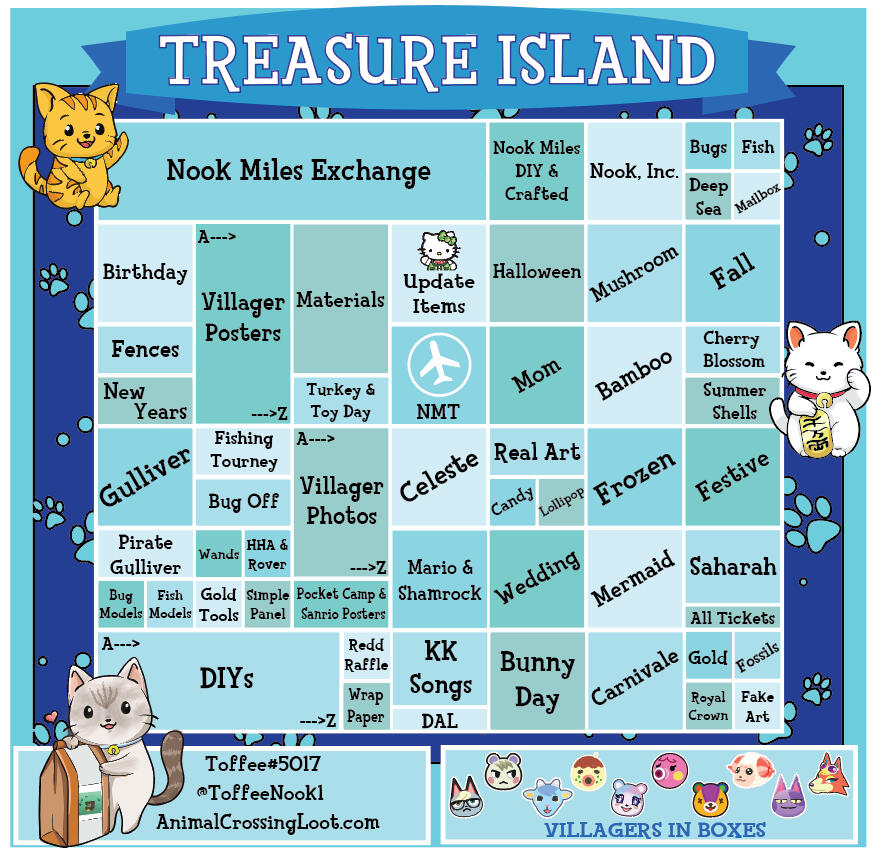 TREASURE ISLAND
Nook Miles Exchange
Nook Miles
DIY &
Crafted
Nook, Inc.
Bugs
Fish
Deep
Sea
Mailbox
Birthday
A--->
Villager
Posters
--->Z
Materials
Update
Items
Halloween
Mushroom
Fall
Fences
New
Years
Turkey &
Toy Day
NMT
Mom
Bamboo
Cherry
Blossom
Summer
Shells
Gulliver
Fishing
Tourney
Bug Off
A--->
Villager
Photos
--->Z
Celeste
Real Art
Candy
Lollipop
Frozen
Festive
Pirate
Gulliver
Wands
HHA &
Rover
Mario &
Shamrock
Wedding
Mermaid
Saharah
Bug
Models
Fish
Models
Gold
Tools
Simple
Panel
Pocket Camp &
Sanrio Posters
All Tickets
A--->
DIYs
--->Z
Redd
Raffle
Wrap
Paper
KK
Songs
DAL
Bunny
Day
Carnivale
Gold
Fossils
Royal
Crown
Fake
Art
Toffee#5017
@ToffeeNook1
AnimalCrossingLoot.com
VILLAGERS IN BOXES